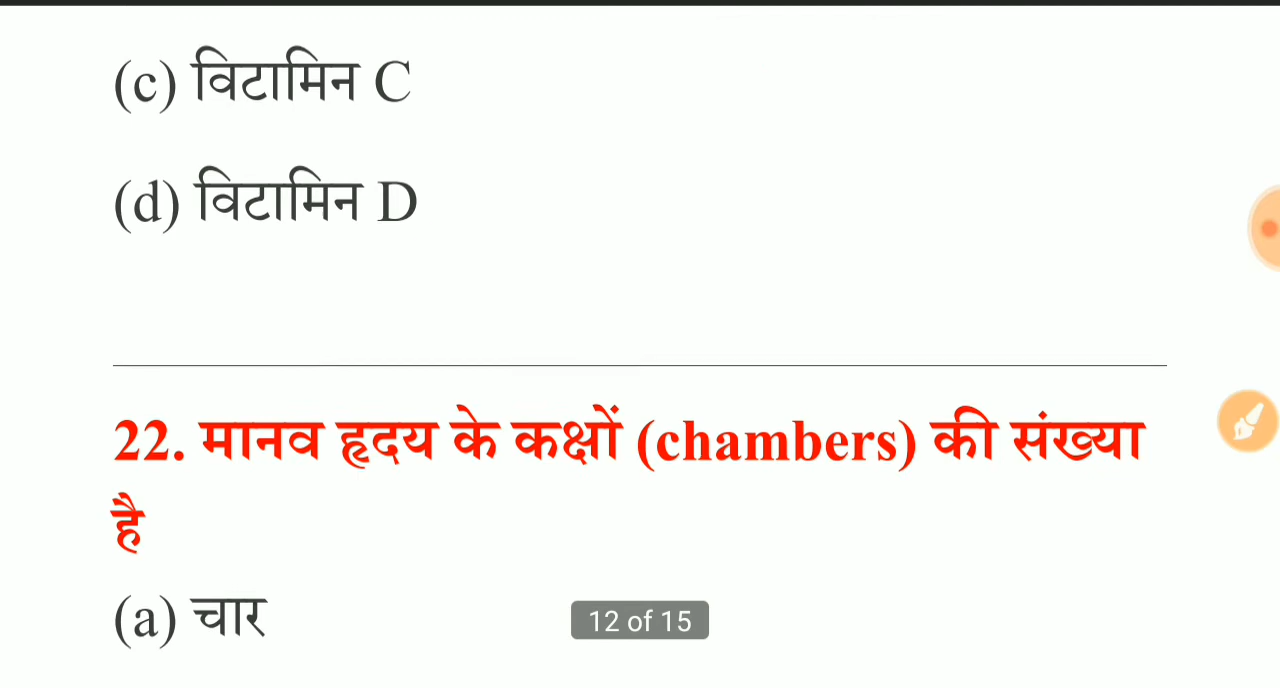 (c) विटामिन C
(d) विटामिन D
22. मानव हृदय के कक्षों (chambers) की संख्या
है
(a) चार
12 of 15